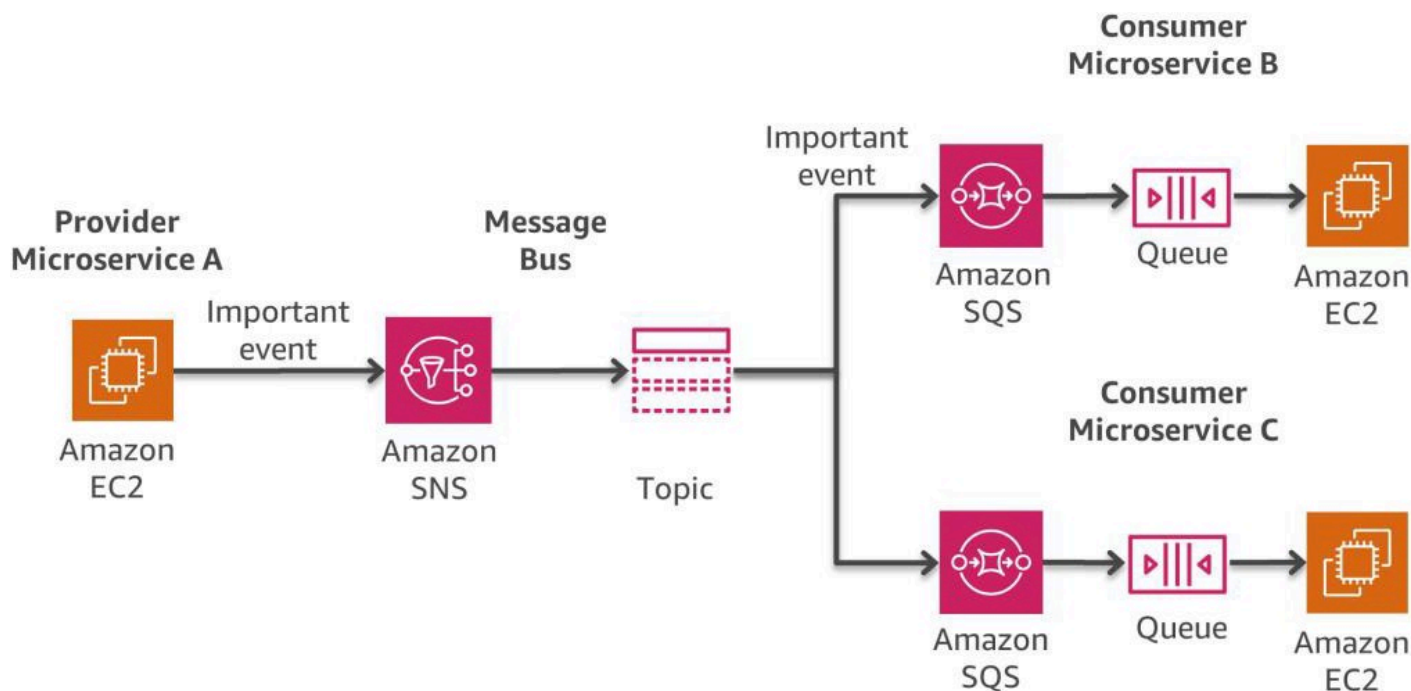 Consumer
Microservice B
Important
event
Amazon
SQS
Queue
Amazon
EC2
Provider
Microservice A
Message
Bus
Important
event
Amazon
EC2
Amazon
SNS
Topic
Consumer
Microservice C
Amazon
SQS
Queue
Amazon
EC2